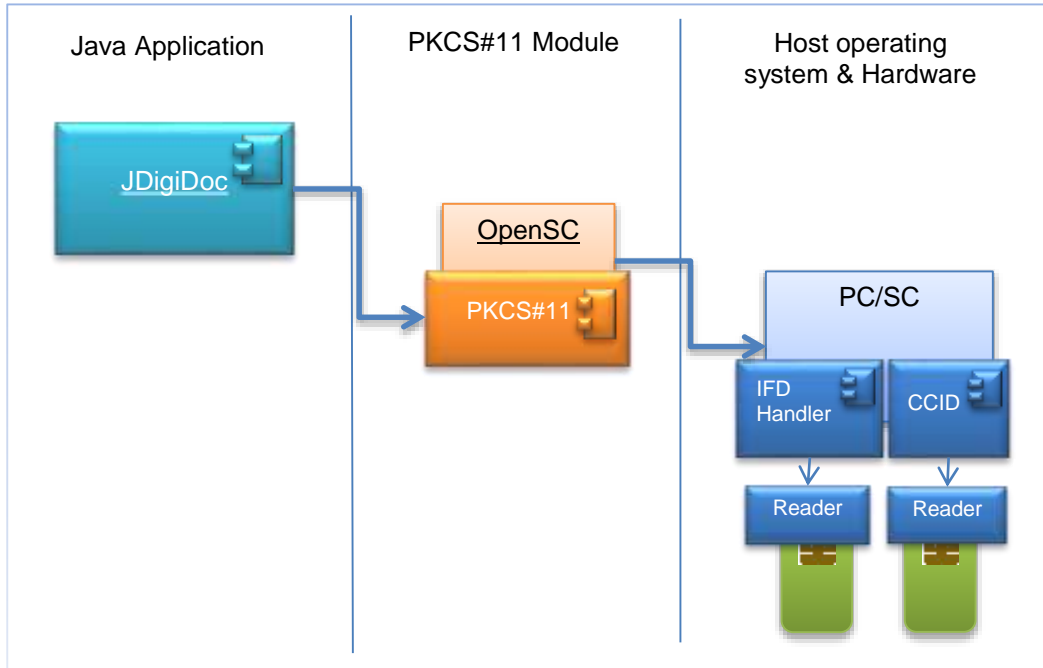 Java Application
PKCS#11 Module
Host operating
system & Hardware
JDigiDoc
OpenSC
PKCS#11
PC/SC
IFD
Handler
CCID
Reader
Reader